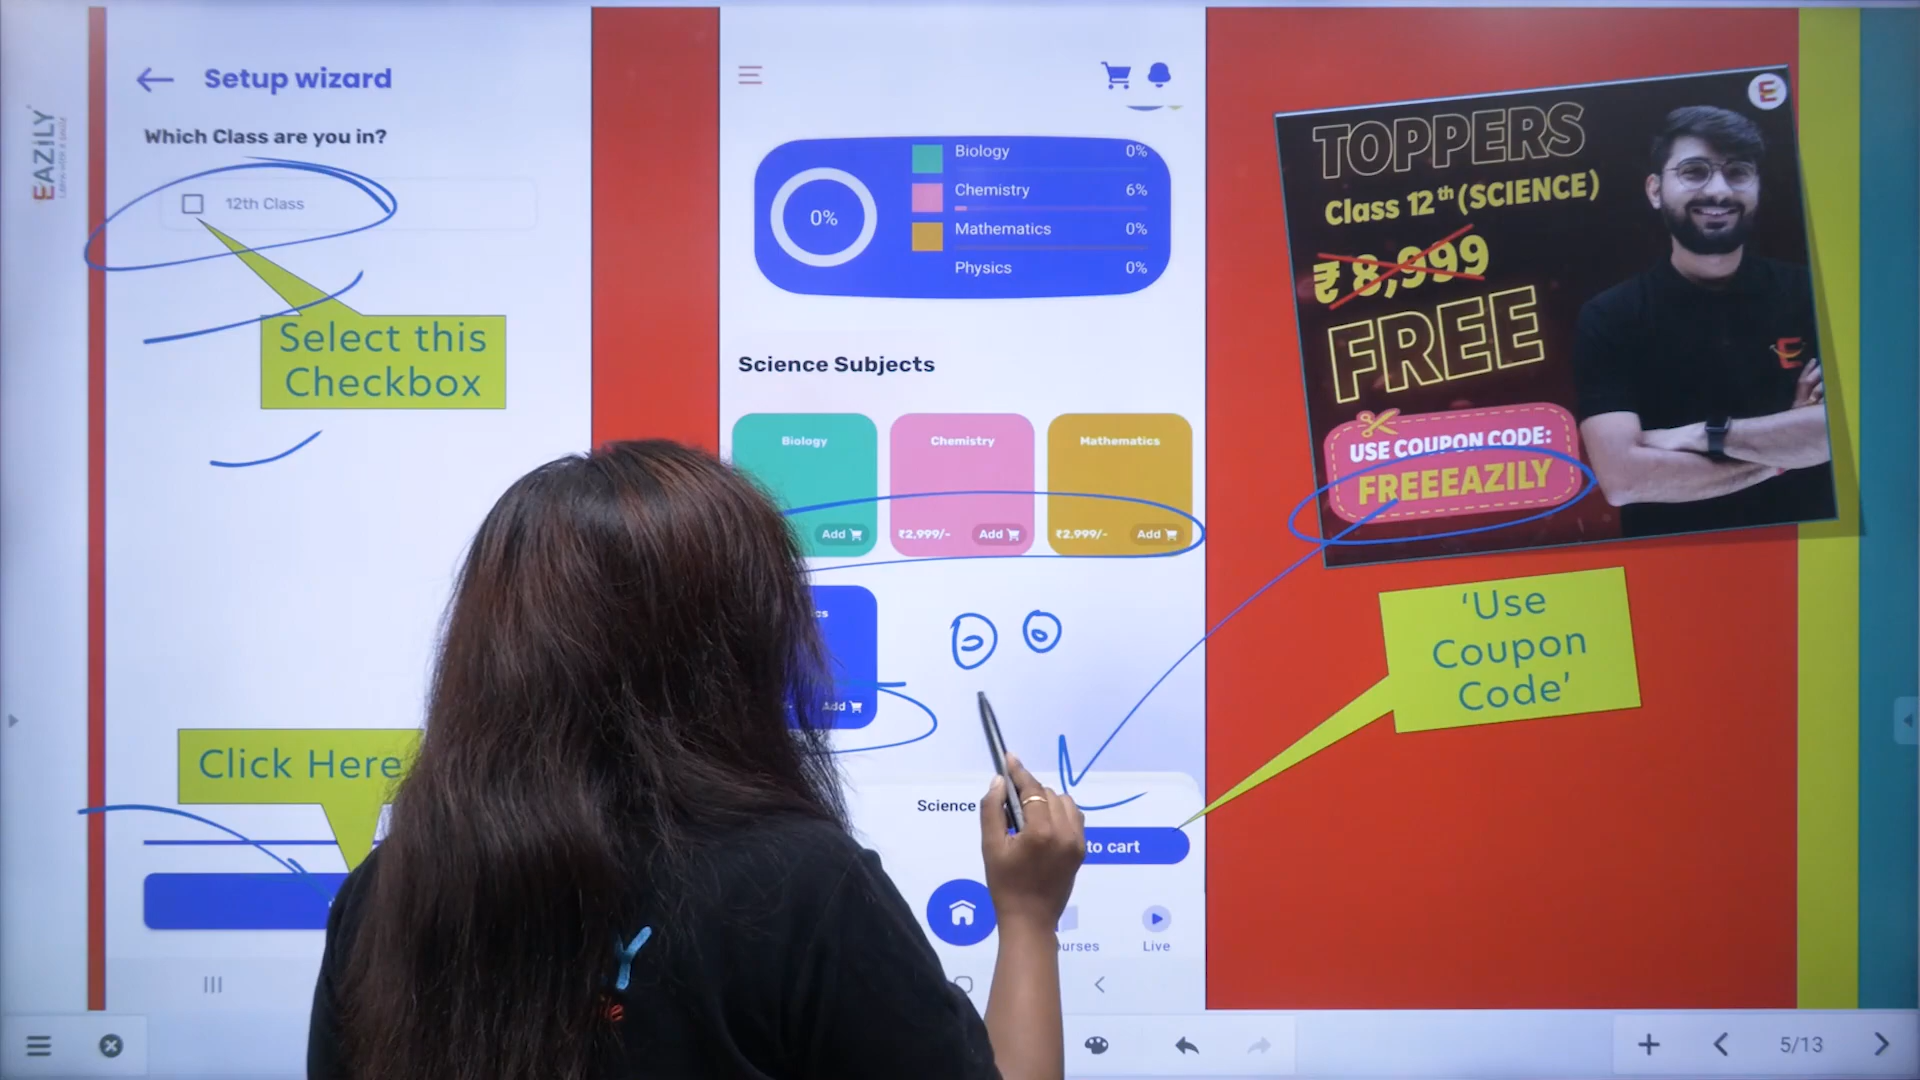 EAZILY
Setup wizard
Which Class are you in?
12th Class
Select this
Checkbox
Click Here
0%
Biology 0%
Chemistry 6%
Mathematics 0%
Physics 0%
Science Subjects
Biology
Chemistry
Mathematics
Add
₹2,999/- Add
₹2,999/- Add
cs
Add
Science
to cart
urses
Live
TOPPERS
Class 12th (SCIENCE)
₹ 8,999
FREE
USE COUPON CODE:
FREEEAZILY
‘Use
Coupon
Code’
5/13